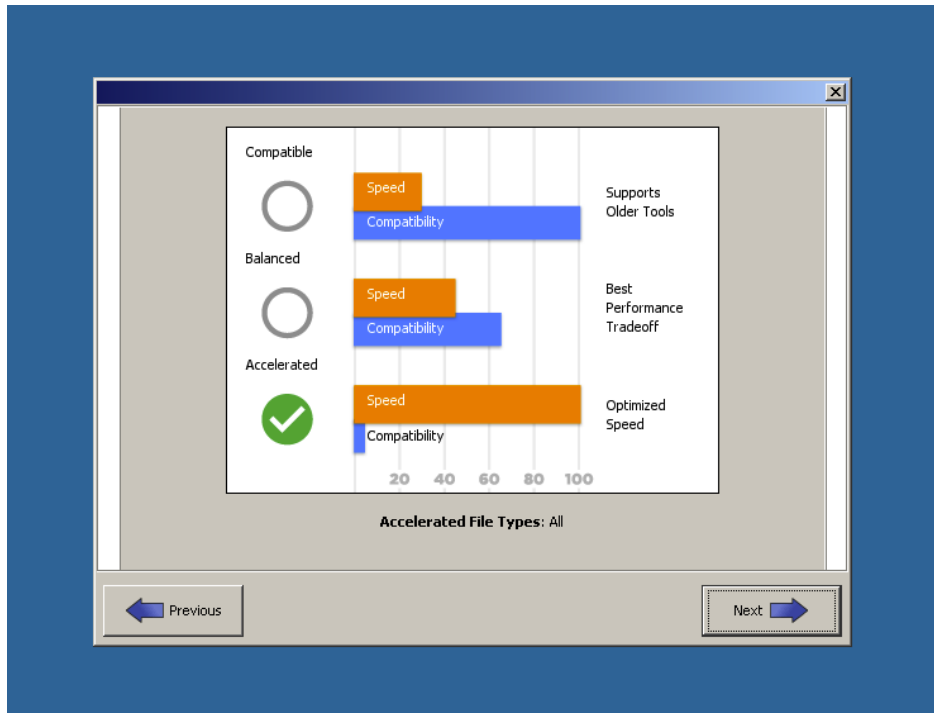 Compatible
Speed
Compatibility
Supports
Older Tools
Balanced
Speed
Compatibility
Best
Performance
Tradeoff
Accelerated
Speed
Compatibility
Optimized
Speed
20 40 60 80 100
Accelerated File Types: All
Previous
Next